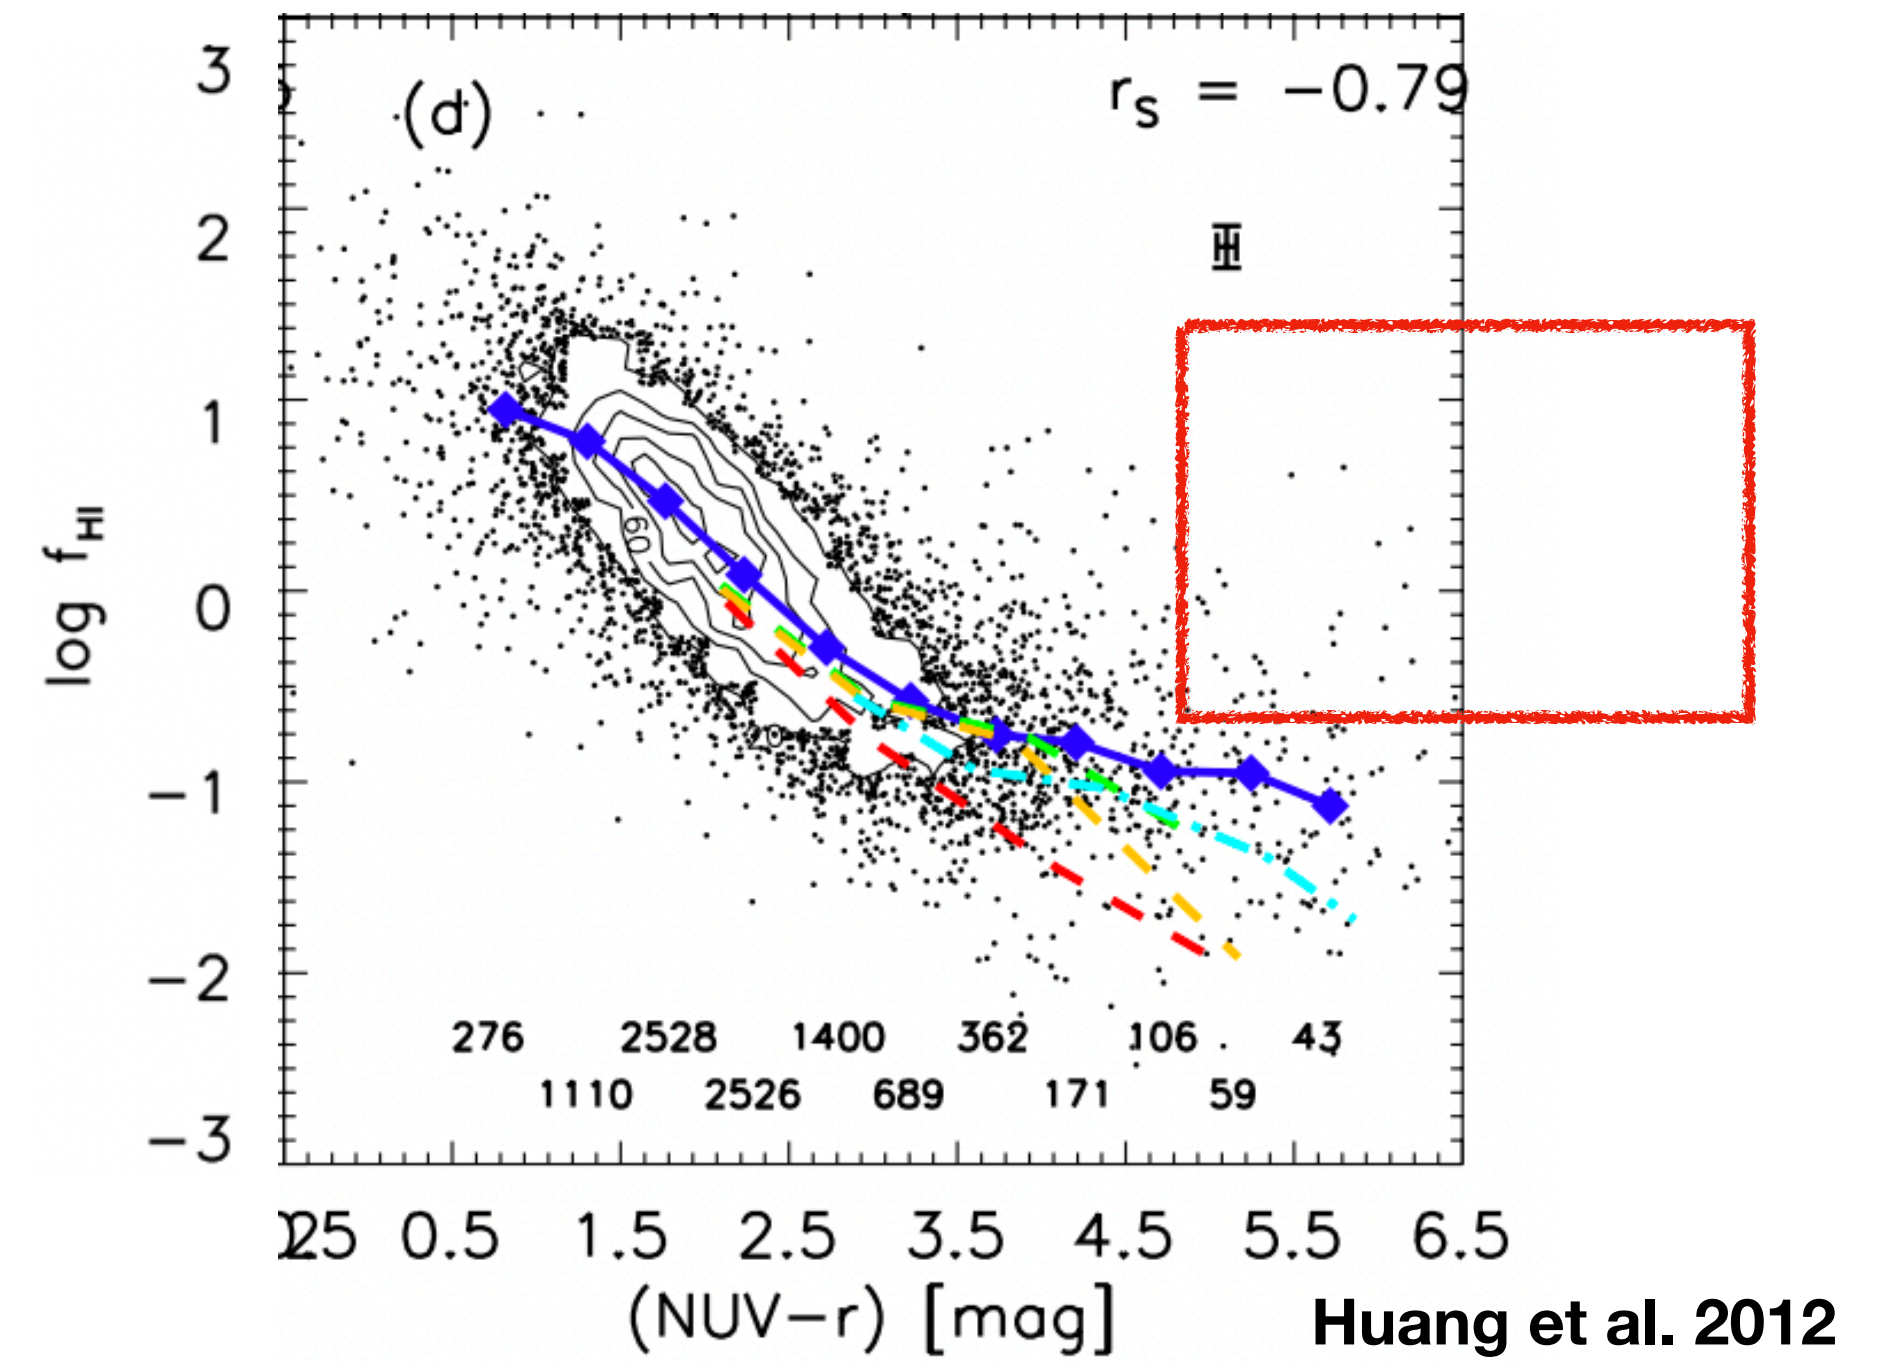 (d)
rs = −0.79
3
2
1
0
−1
−2
−3
log fHI
60
276 2528 1400 362 106 43
1110 2526 689 171 59
0.5 1.5 2.5 3.5 4.5 5.5 6.5
(NUV−r) [mag]
Huang et al. 2012